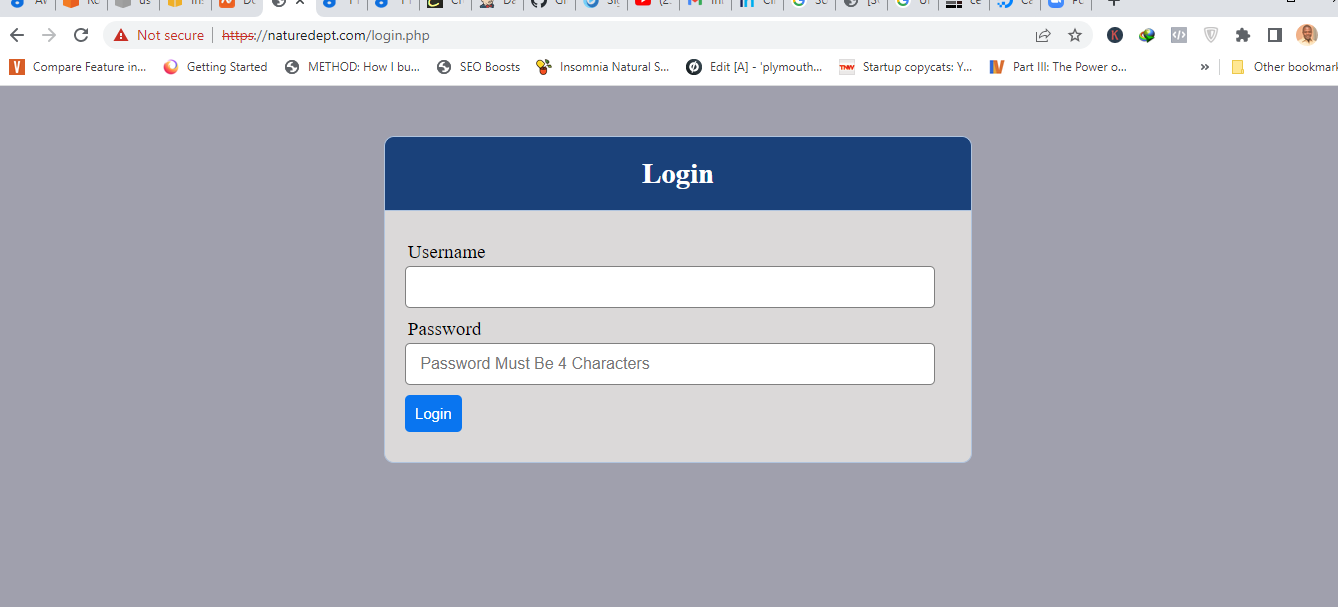 Not secure | https://naturedept.com/login.php
Compare Feature in... Getting Started METHOD: How I bu... SEO Boosts Insomnia Natural S... Edit [A] - 'plymouth... Startup copycats: Y... Part III: The Power o... » Other bookmark
Login
Username
Password
Password Must Be 4 Characters
Login